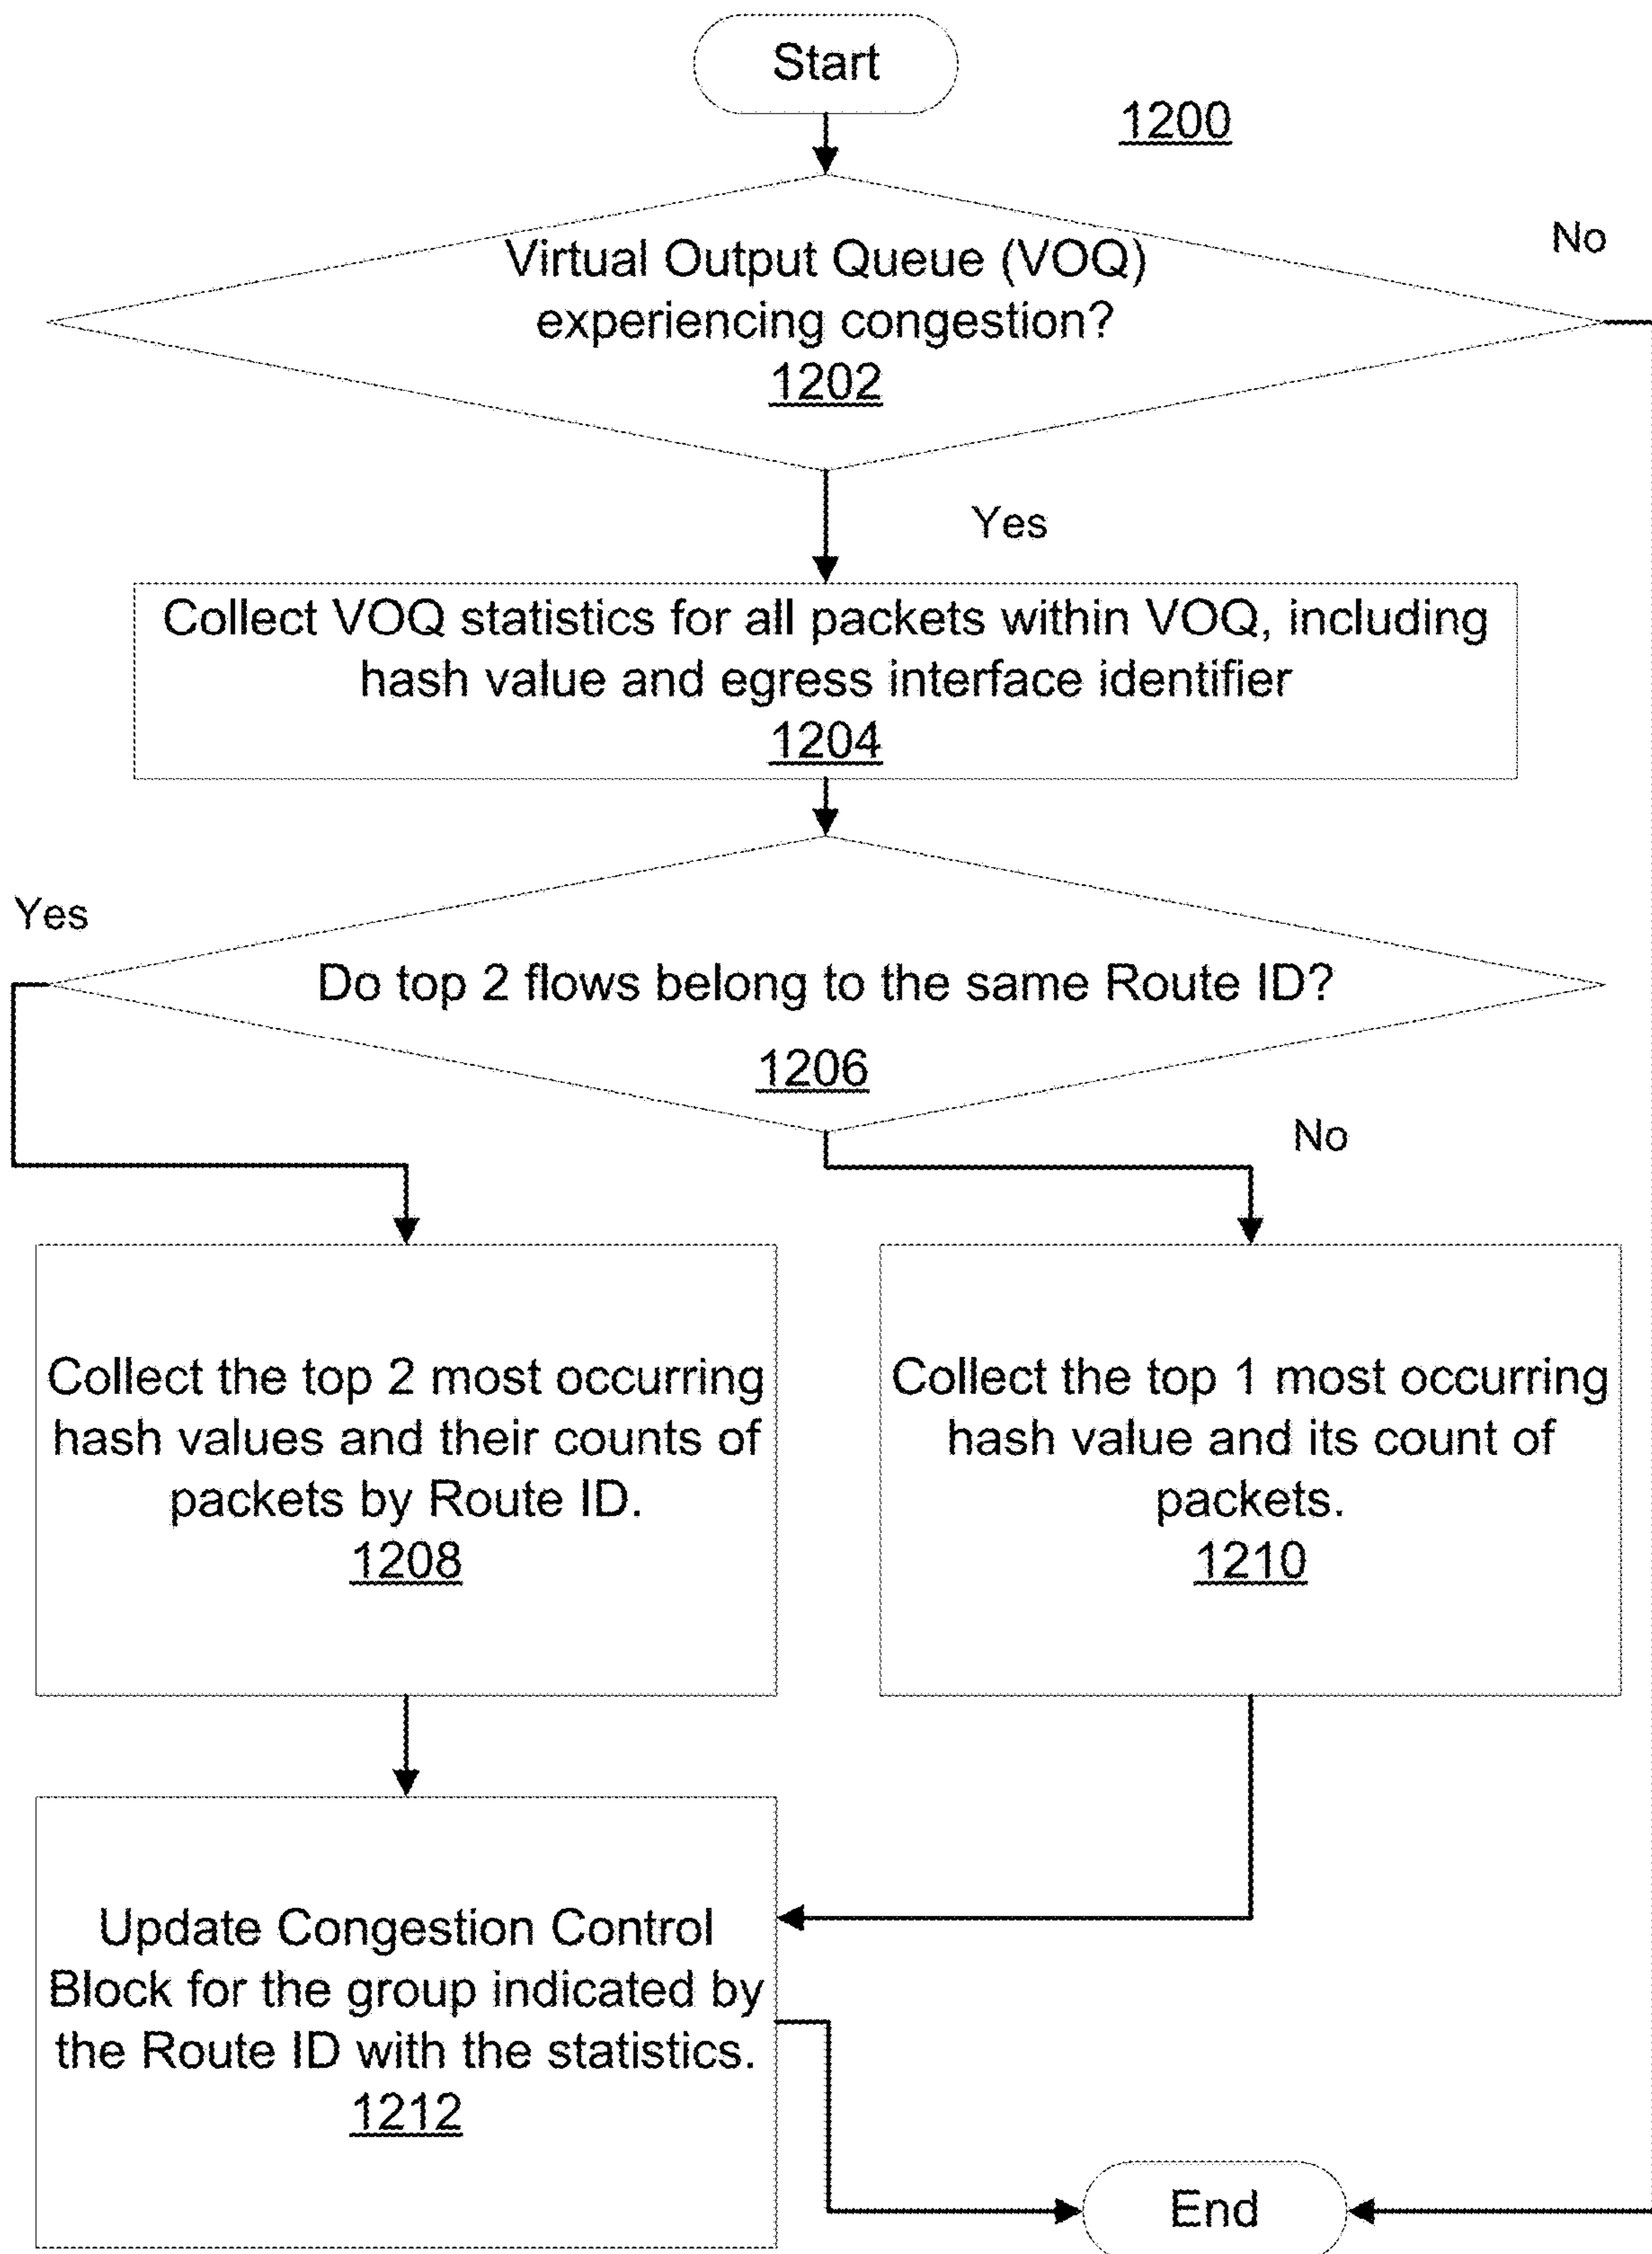 Start
1200
Virtual Output Queue (VOQ)
experiencing congestion?
1202
No
Yes
Collect VOQ statistics for all packets within VOQ, including
hash value and egress interface identifier
1204
Yes
Do top 2 flows belong to the same Route ID?
1206
No
Collect the top 2 most occurring
hash values and their counts of
packets by Route ID.
1208
Collect the top 1 most occurring
hash value and its count of
packets.
1210
Update Congestion Control
Block for the group indicated by
the Route ID with the statistics.
1212
End